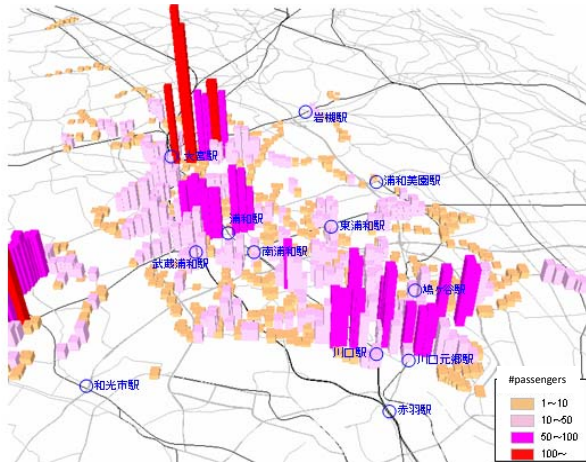 岩槻駅
大宮駅
浦和美園駅
浦和駅
東浦和駅
武蔵浦和駅
南浦和駅
鳩ヶ谷駅
川口駅
川口元郷駅
和光市駅
赤羽駅
#passengers
1～10
10～50
50～100
100～